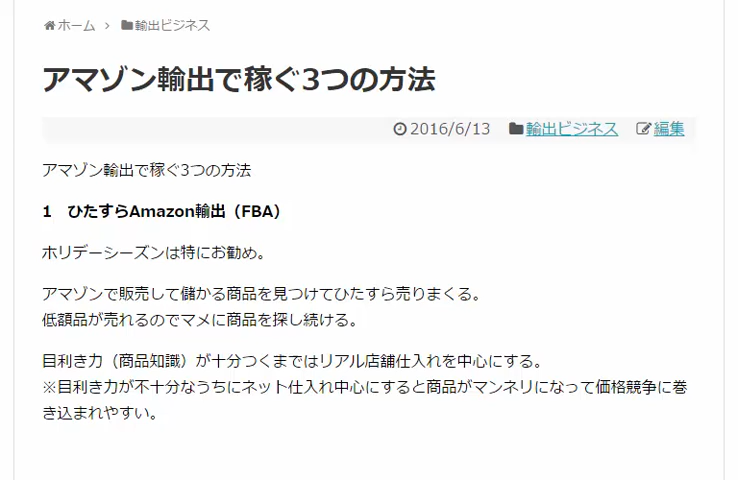 ホーム > 輸出ビジネス
アマゾン輸出で稼ぐ3つの方法
2016/6/13 輸出ビジネス 編集
アマゾン輸出で稼ぐ3つの方法
1　ひたすらAmazon輸出（FBA）
ホリデーシーズンは特にお勧め。
アマゾンで販売して儲かる商品を見つけてひたすら売りまくる。
低額品が売れるのでマメに商品を探し続ける。
目利き力（商品知識）が十分つくまではリアル店舗仕入れを中心にする。
※目利き力が不十分なうちにネット仕入れ中心にすると商品がマンネリになって価格競争に巻
き込まれやすい。